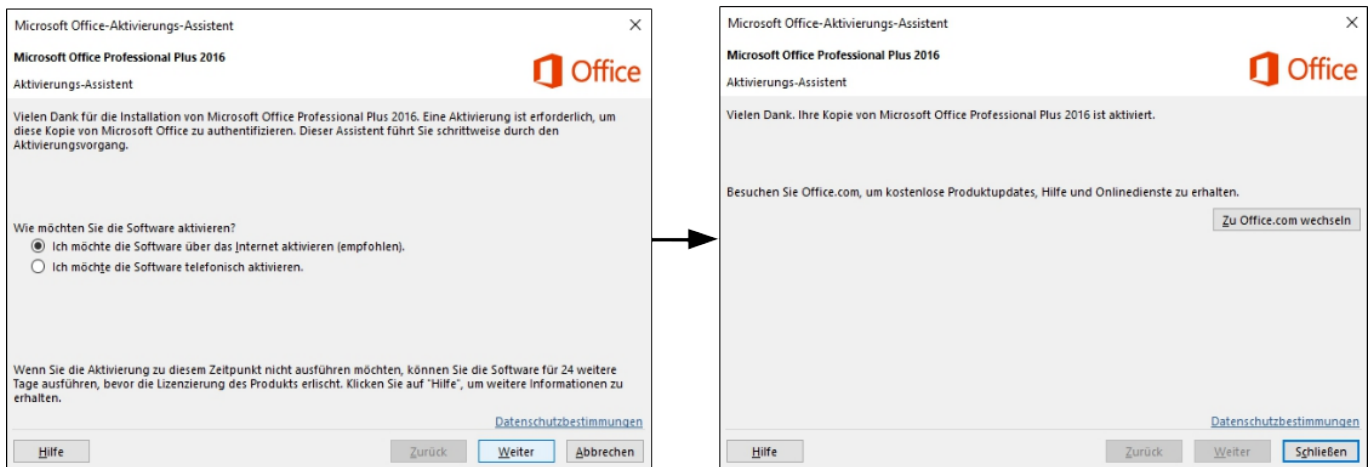 Microsoft Office-Aktivierungs-Assistent
Microsoft Office Professional Plus 2016
Office
Aktivierungs-Assistent
Vielen Dank für die Installation von Microsoft Office Professional Plus 2016. Eine Aktivierung ist erforderlich, um
diese Kopie von Microsoft Office zu authentifizieren. Dieser Assistent führt Sie schrittweise durch den
Aktivierungsvorgang.
Wie möchten Sie die Software aktivieren?
Ich möchte die Software über das Internet aktivieren (empfohlen).
Ich möchte die Software telefonisch aktivieren.
Wenn Sie die Aktivierung zu diesem Zeitpunkt nicht ausführen möchten, können Sie die Software für 24 weitere
Tage ausführen, bevor die Lizenzierung des Produkts erlischt. Klicken Sie auf "Hilfe", um weitere Informationen zu
erhalten.
Datenschutzbestimmungen
Hilfe Zurück Weiter Abbrechen
Microsoft Office-Aktivierungs-Assistent
Microsoft Office Professional Plus 2016
Office
Aktivierungs-Assistent
Vielen Dank. Ihre Kopie von Microsoft Office Professional Plus 2016 ist aktiviert.
Besuchen Sie Office.com, um kostenlose Produktupdates, Hilfe und Onlinedienste zu erhalten.
Zu Office.com wechseln
Datenschutzbestimmungen
Hilfe Zurück Weiter Schließen